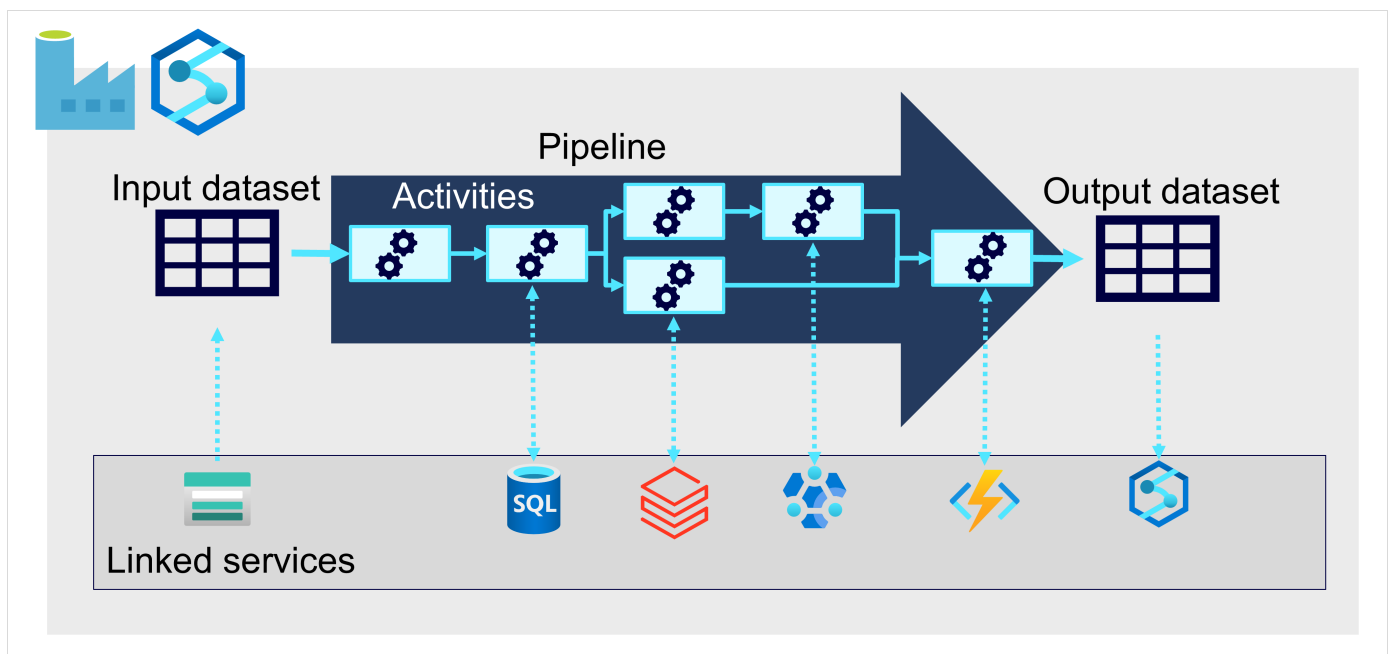 Pipeline
Input dataset
Activities
Output dataset
SQL
Linked services